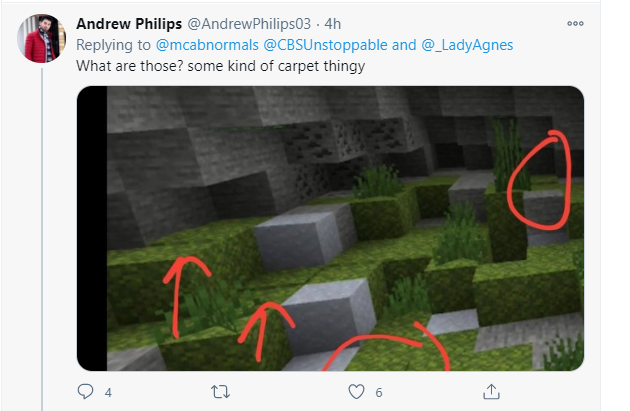 Andrew Philips @AndrewPhilips03 · 4h
Replying to @mcabnormals @CBSUnstoppable and @_LadyAgnes
What are those? some kind of carpet thingy
4 6